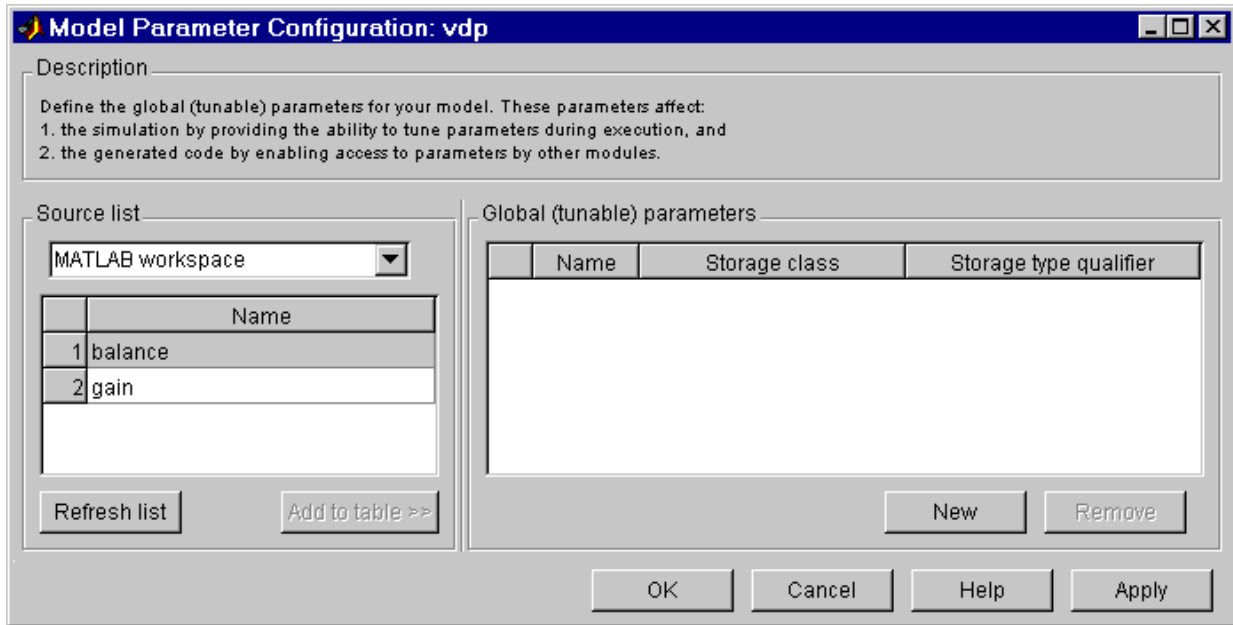 Model Parameter Configuration: vdp
Description
Define the global (tunable) parameters for your model. These parameters affect:
1. the simulation by providing the ability to tune parameters during execution, and
2. the generated code by enabling access to parameters by other modules.
Source list
MATLAB workspace
Name
1 balance
2 gain
Refresh list Add to table >>
Global (tunable) parameters
Name Storage class Storage type qualifier
New Remove
OK Cancel Help Apply